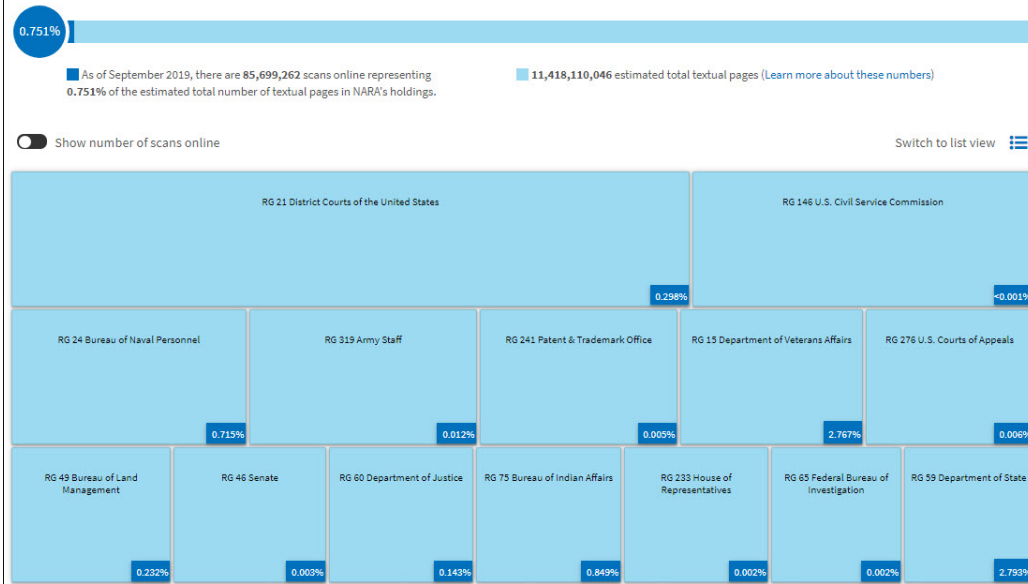 0.751%
As of September 2019, there are 85,699,262 scans online representing
0.751% of the estimated total number of textual pages in NARA's holdings.
11,418,110,046 estimated total textual pages (Learn more about these numbers)
Show number of scans online
Switch to list view
RG 21 District Courts of the United States
0.298%
RG 146 U.S. Civil Service Commission
<0.001%
RG 24 Bureau of Naval Personnel
0.715%
RG 319 Army Staff
0.012%
RG 241 Patent & Trademark Office
0.005%
RG 15 Department of Veterans Affairs
2.767%
RG 276 U.S. Courts of Appeals
0.006%
RG 49 Bureau of Land
Management
0.232%
RG 46 Senate
0.003%
RG 60 Department of Justice
0.143%
RG 75 Bureau of Indian Affairs
0.849%
RG 233 House of
Representatives
0.002%
RG 65 Federal Bureau of
Investigation
0.002%
RG 59 Department of State
2.793%